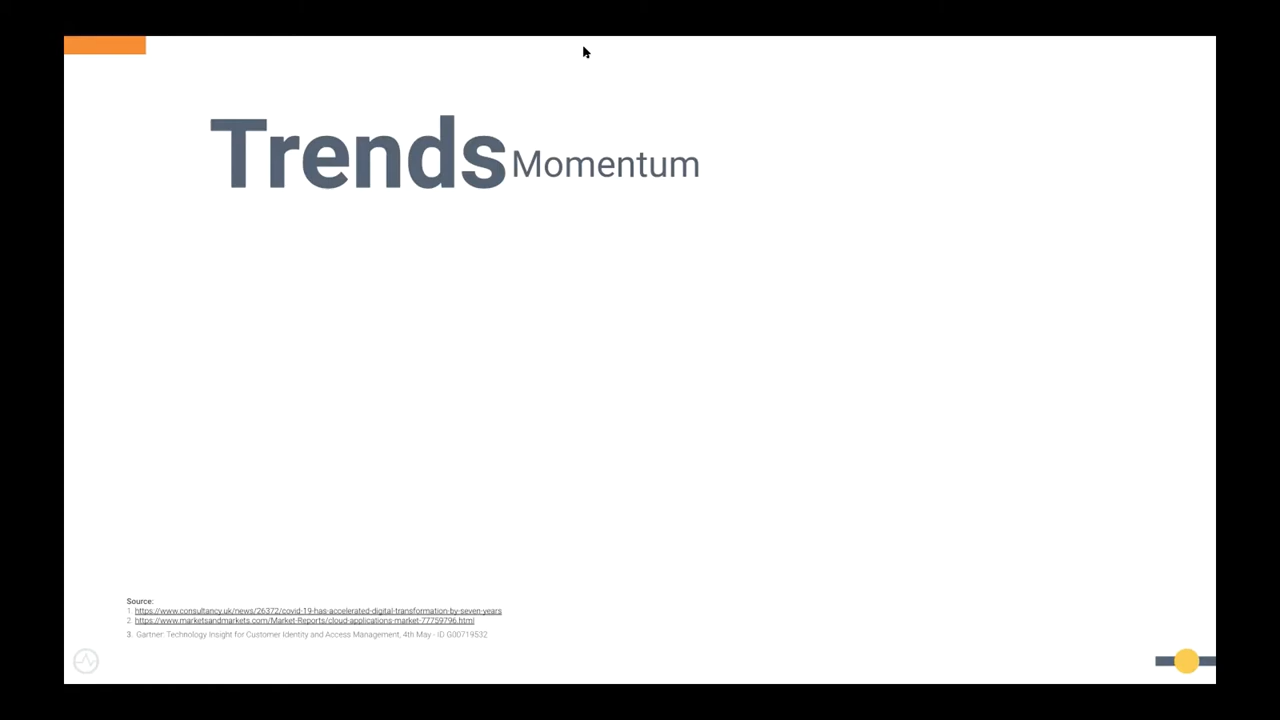 Trends Momentum
Source:
1. https://www.consultancy.uk/news/26372/covid-19-has-accelerated-digital-transformation-by-seven-years
2. https://www.marketsandmarkets.com/Market-Reports/cloud-applications-market-77759796.html
3. Gartner: Technology Insight for Customer Identity and Access Management, 4th May - ID G00719532